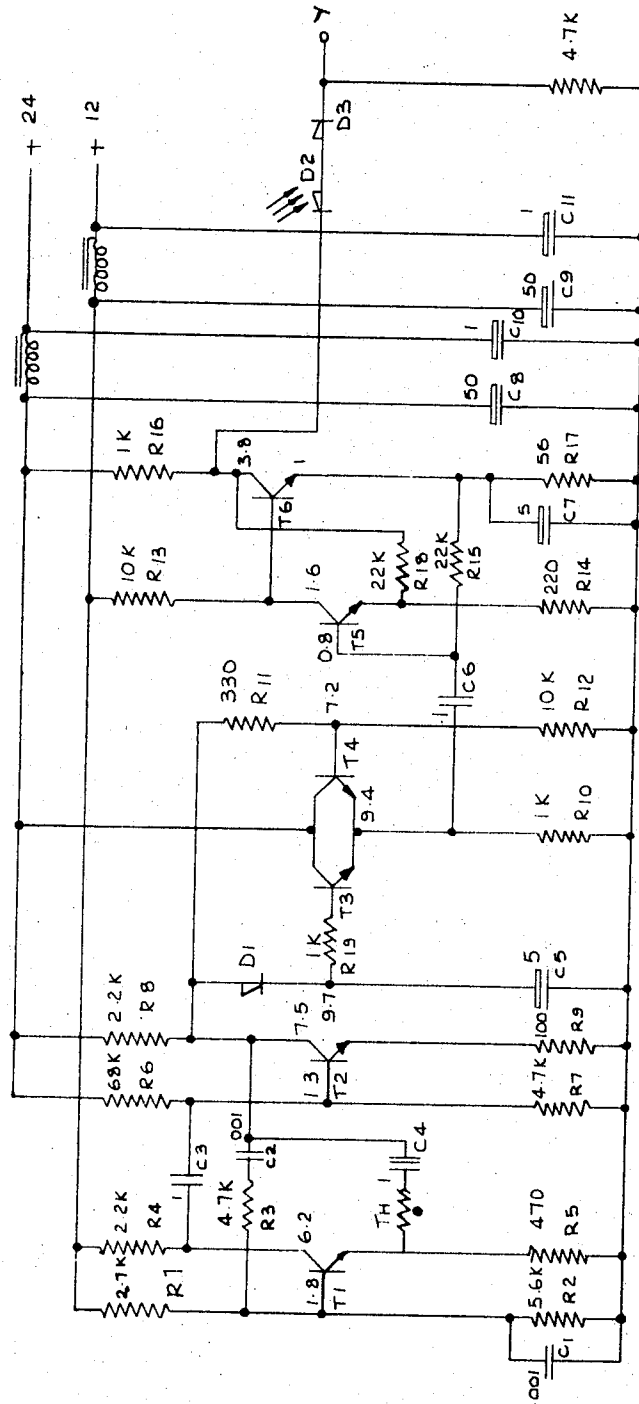 + 24
+ 12
2.7K
R1
2.2K
R4
68K
R6
2.2K
R8
10K
R13
1K
R16
C3
1
4.7K
R3
.001
C2
C4
1
TH
6.2
1.8
T1
7.5
1.3
T2
D1
9.7
1K
R19
T3
9.4
T4
7.2
330
R11
C6
.1
0.8
T5
1.6
22K
R18
22K
R15
T6
3.8
1
D2
D3
Y
.001
C1
5.6K
R2
470
R5
4.7K
R7
100
R9
5
C5
1K
R10
10K
R12
220
R14
5
C7
56
R17
50
C8
1
C10
50
C9
1
C11
4.7K